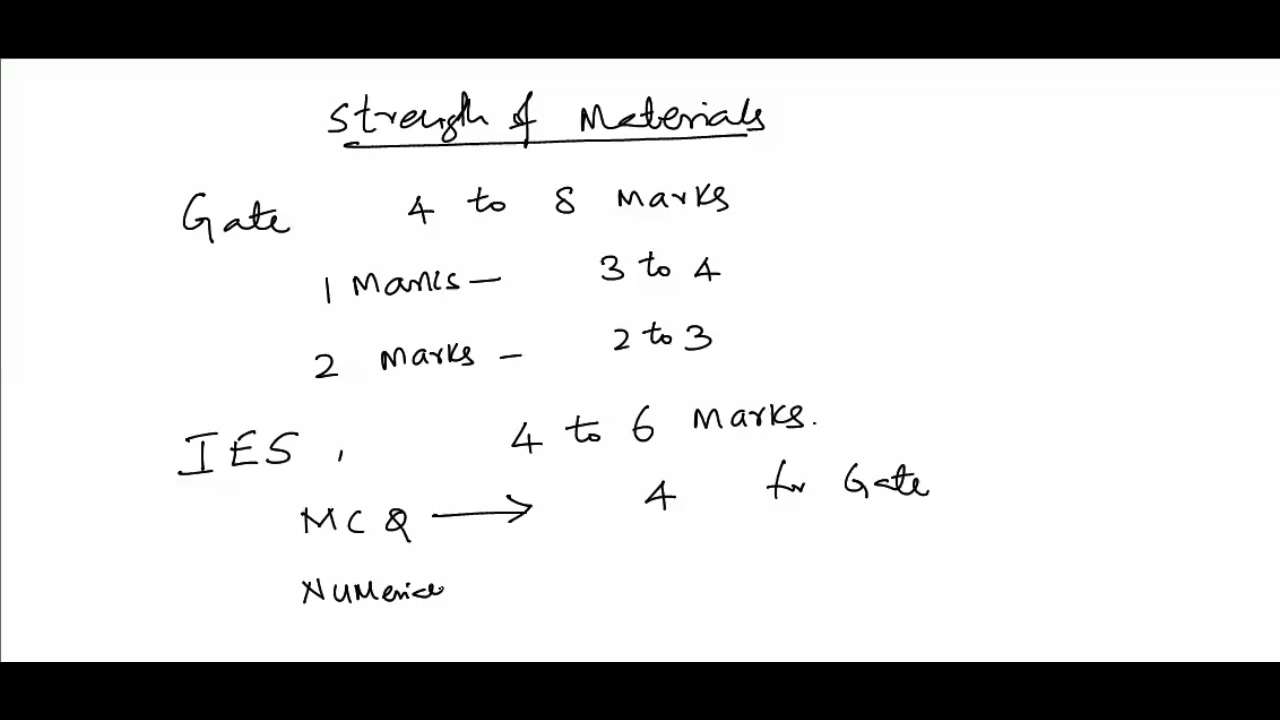 Strength of Materials
Gate 4 to 8 Marks
1 Marks – 3 to 4
2 Marks – 2 to 3
IES , 4 to 6 Marks.
MCQ → 4 for Gate
Numerica